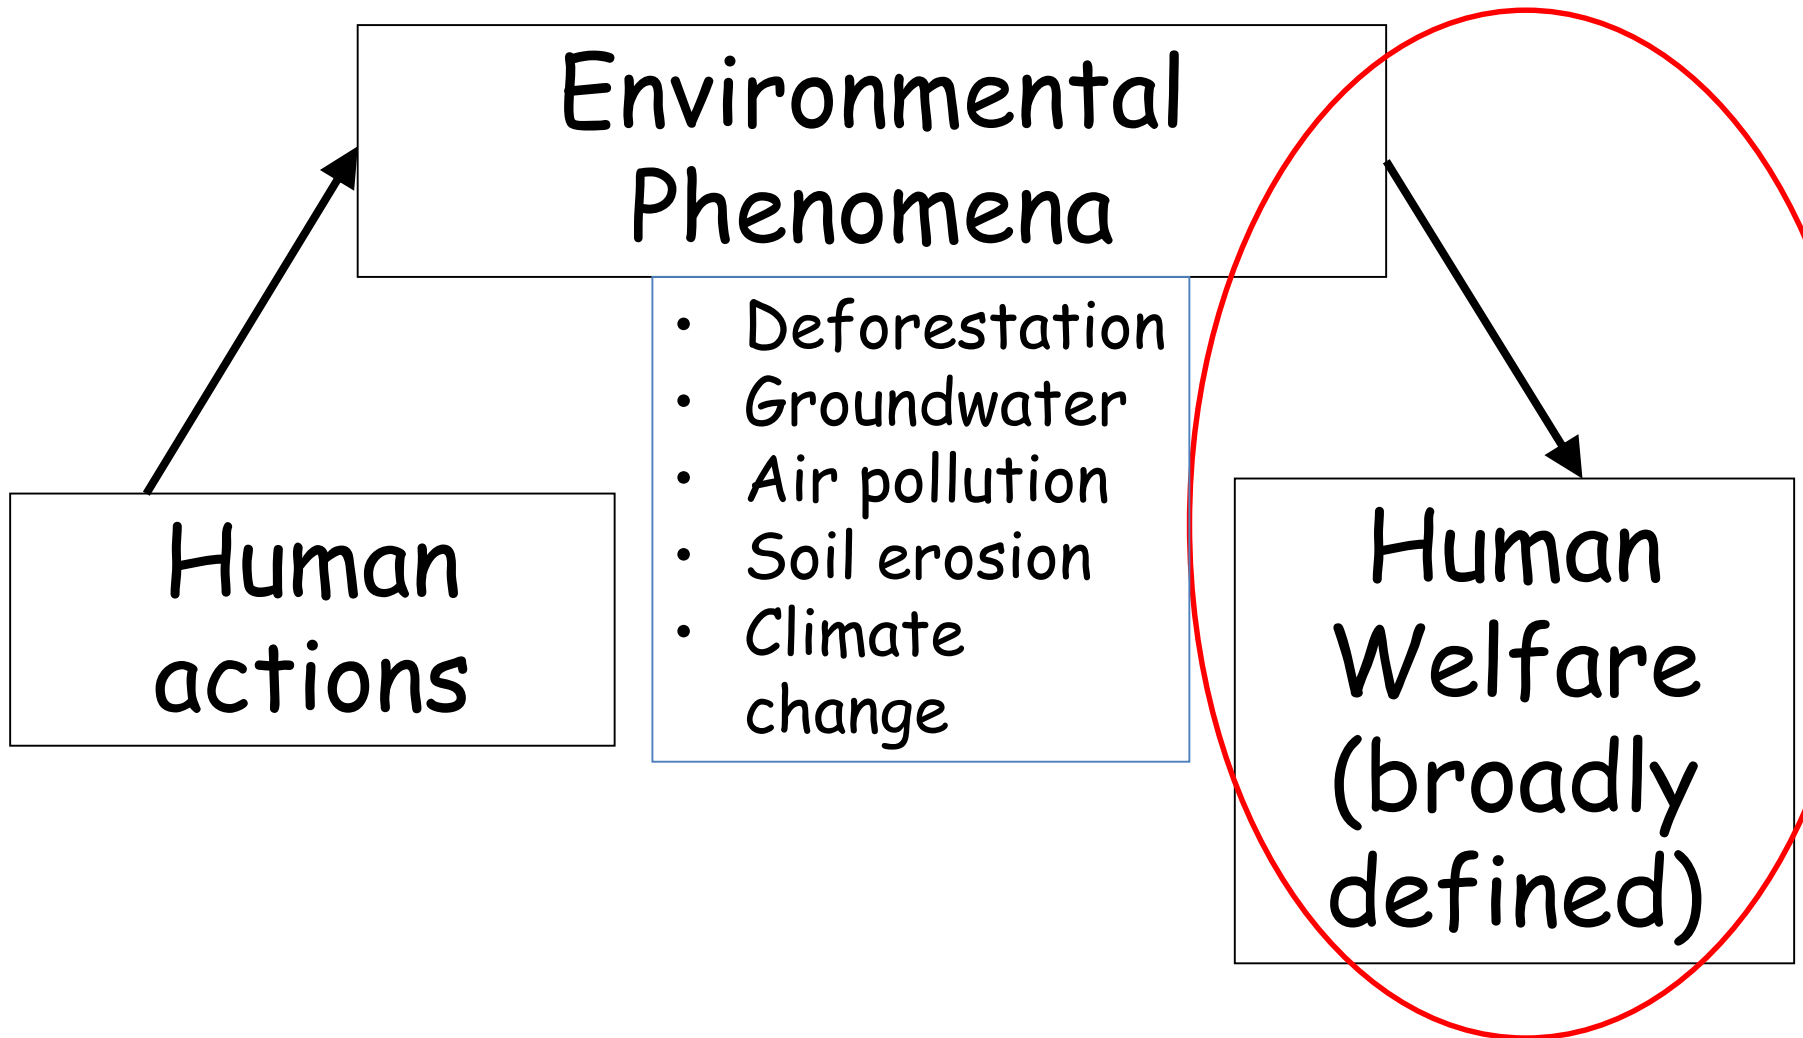 Environmental
Phenomena
• Deforestation
• Groundwater
• Air pollution
• Soil erosion
• Climate
change
Human
actions
Human
Welfare
(broadly
defined)